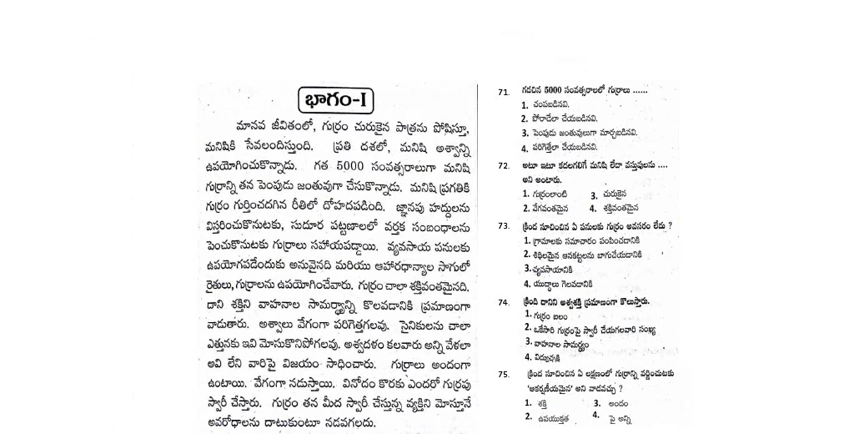 భాగం-I
మానవ జీవితంలో, గుర్రం చురుకైన పాత్రను పోషిస్తూ,
మనిషికి సేవలందిస్తుంది. ప్రతి దశలో, మనిషి అశ్వాన్ని
ఉపయోగించుకొన్నాడు. గత 5000 సంవత్సరాలుగా మనిషి
గుర్రాన్ని తన పెంపుడు జంతువుగా చేసుకొన్నాడు. మనిషి ప్రగతికి
గుర్రం గుర్తించదగిన రీతిలో దోహదపడింది. జ్ఞానపు హద్దులను
విస్తరించుకొనుటకు, సుదూర పట్టణాలలో వర్తక సంబంధాలను
పెంచుకొనుటకు గుర్రాలు సహాయపడ్డాయి. వ్యవసాయ పనులకు
ఉపయోగపడేందుకు అనువైనది మరియు ఆహారధాన్యాల సాగులో
రైతులు, గుర్రాలను ఉపయోగించేవారు. గుర్రం చాలా శక్తివంతమైనది.
దాని శక్తిని వాహనాల సామర్థ్యాన్ని కొలవడానికి ప్రమాణంగా
వాడుతారు. అశ్వాలు వేగంగా పరిగెత్తగలవు. సైనికులను చాలా
ఎత్తునకు ఇవి మోసుకొనిపోగలవు. అశ్వదళం కలవారు అన్ని వేళలా
అవి లేని వారిపై విజయం సాధించారు. గుర్రాలు అందంగా
ఉంటాయి. వేగంగా నడుస్తాయి. వినోదం కొరకు ఎందరో గుర్రపు
స్వారీ చేస్తారు. గుర్రం తన మీద స్వారీ చేస్తున్న వ్యక్తిని మోస్తూనే
అవరోధాలను దాటుకుంటూ నడవగలదు.
71. గడచిన 5000 సంవత్సరాలలో గుర్రాలు ......
1. చంపబడినవి.
2. పోరాడేలా చేయబడినవి.
3. పెంపుడు జంతువులుగా మార్చబడినవి.
4. పరిగెత్తేలా చేయబడినవి.
72. అటూ ఇటూ కదలగలిగే మనిషి లేదా వస్తువులను ....
అని అంటారు.
1. గుర్రంలాంటి 3. చురుకైన
2. వేగవంతమైన 4. శక్తివంతమైన
73. క్రింద సూచించిన ఏ పనులకు గుర్రం అవసరం లేదు ?
1. గ్రామాలకు సమాచారం పంపించడానికి
2. శిథిలమైన ఆనకట్టలను బాగుచేయడానికి
3. వ్యవసాయానికి
4. యుద్ధాలు గెలవడానికి
74. క్రింది దానిని అశ్వశక్తి ప్రమాణంగా కొలుస్తారు.
1. గుర్రం బలం
2. ఒకేసారి గుర్రంపై స్వారీ చేయగలవారి సంఖ్య
3. వాహనాల సామర్థ్యం
4. విద్యుచ్ఛక్తి
75. క్రింద సూచించిన ఏ లక్షణంలో గుర్రాన్ని వర్ణించుటకు
'ఆకర్షణీయమైన' అని వాడవచ్చు ?
1. శక్తి 3. అందం
2. ఉపయుక్తత 4. పై అన్ని